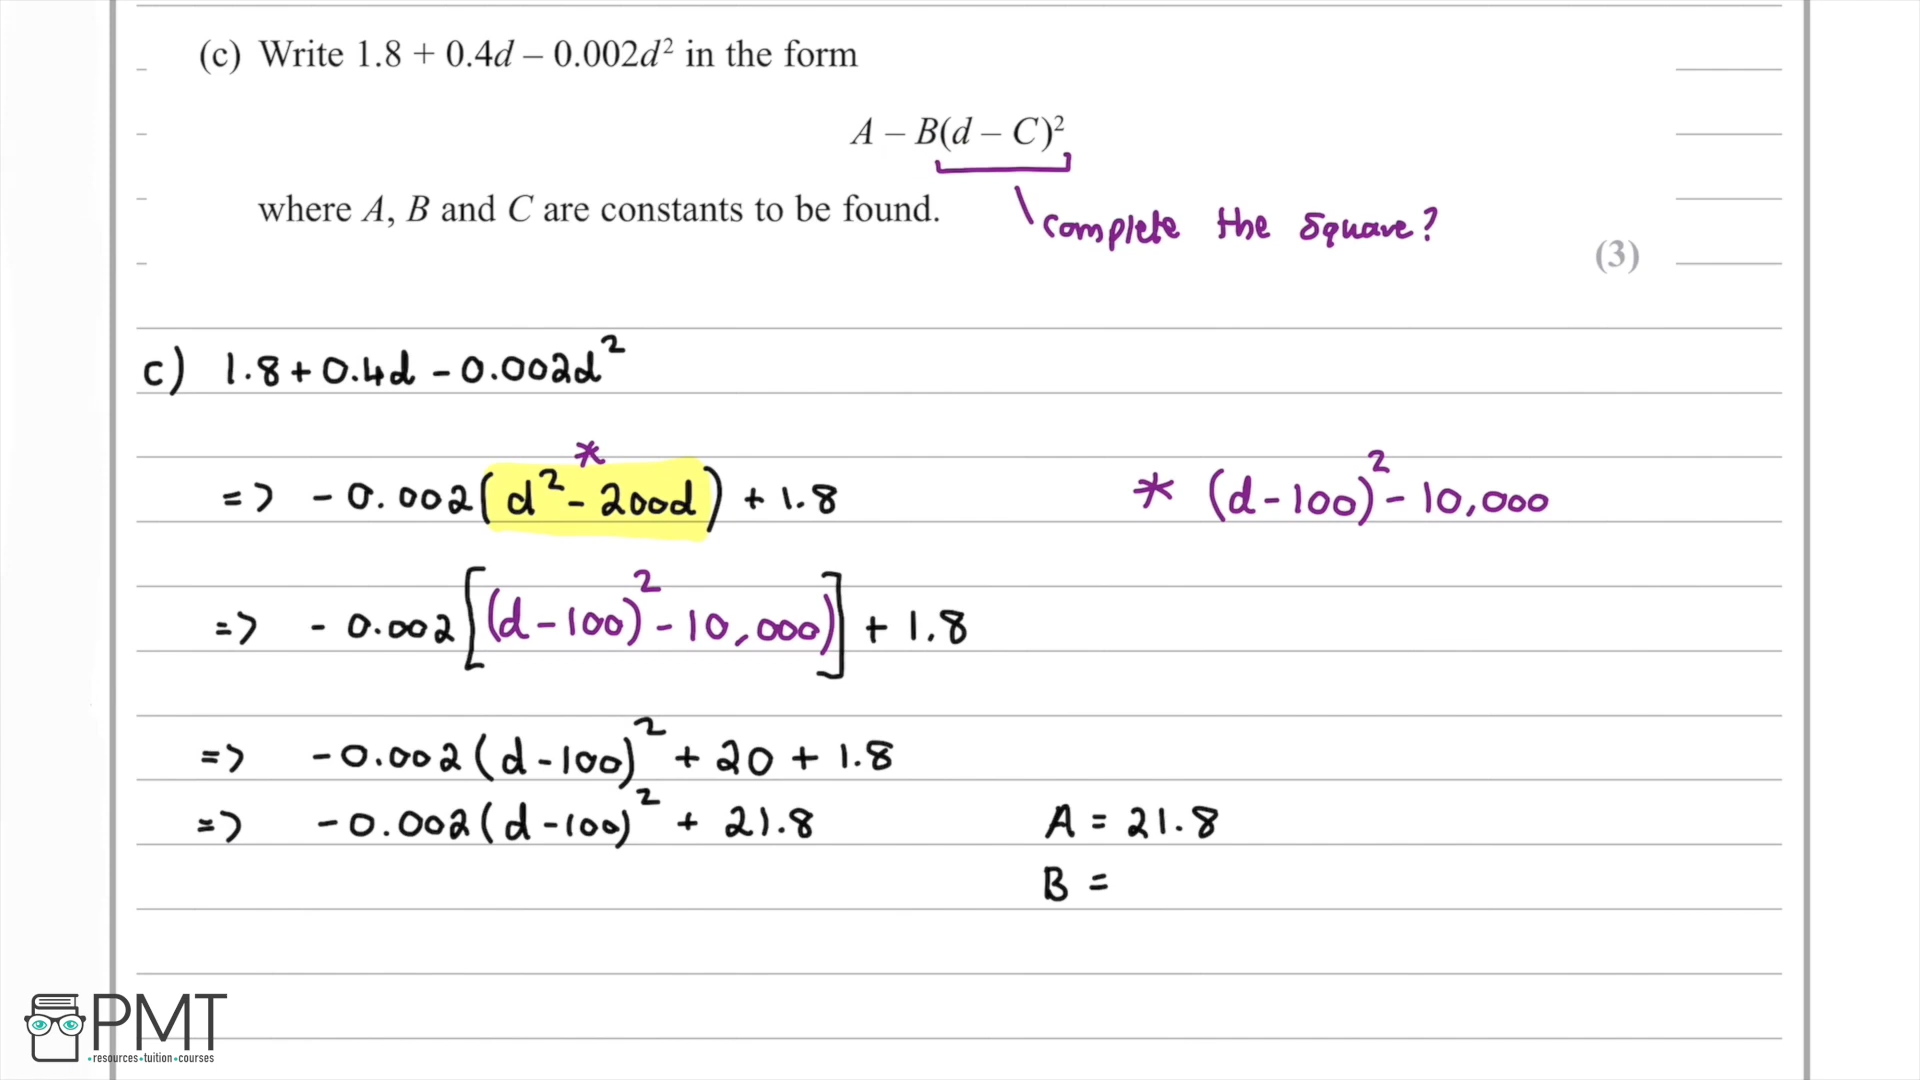 (c) Write 1.8 + 0.4d – 0.002d² in the form
A – B(d – C)²
where A, B and C are constants to be found.
complete the square?
(3)
c) 1.8 + 0.4d - 0.002d²
*
=> - 0.002(d² - 200d) + 1.8
* (d - 100)² - 10,000
=> - 0.002[(d - 100)² - 10,000)] + 1.8
=> - 0.002(d - 100)² + 20 + 1.8
=> - 0.002(d - 100)² + 21.8
A = 21.8
B =
PMT
•resources•tuition•courses